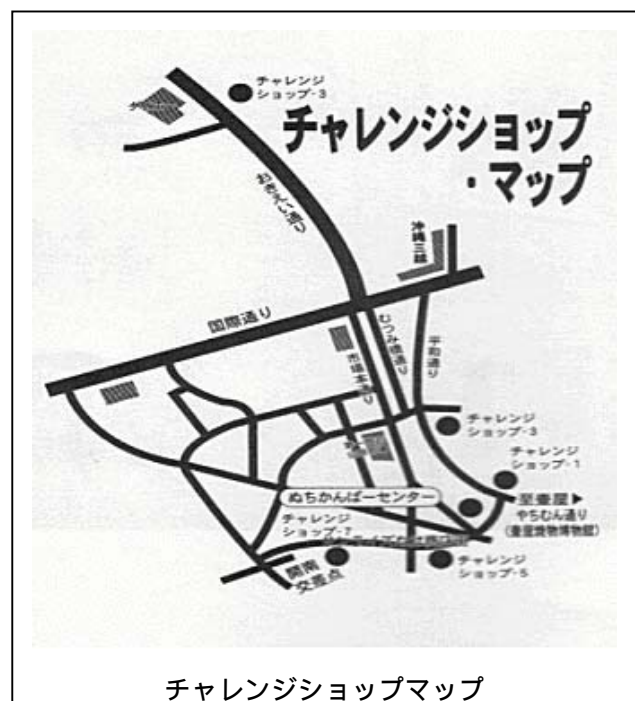 チャレンジ
ショップ-3
チャレンジショップ
・マップ
おきえい通り
沖縄三越
国際通り
むつみ橋通り
平和通り
市場本通り
チャレンジ
ショップ-3
チャレンジ
ショップ-1
ぬちかんぱーセンター
至壷屋▶
やちむん通り
(壷屋焼物博物館)
チャレンジ
ショップ-7
チャレンジ
ショップ-5
開南
交差点
チャレンジショップマップ